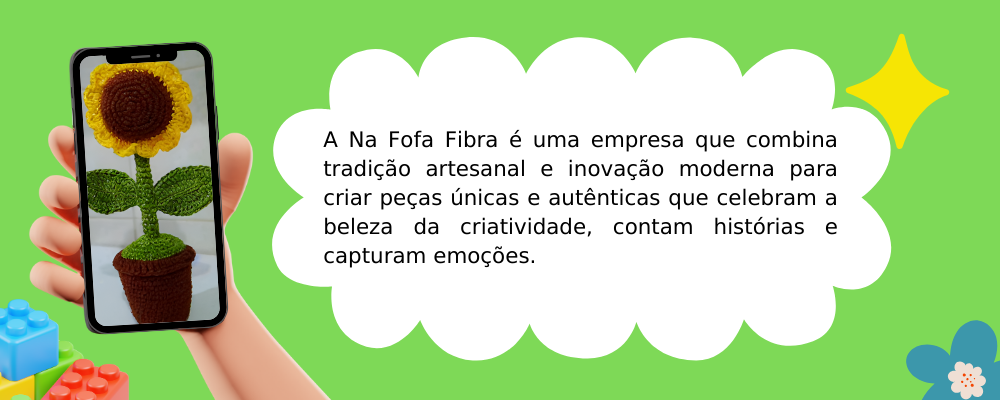 A Na Fofa Fibra é uma empresa que combina
tradição artesanal e inovação moderna para
criar peças únicas e autênticas que celebram a
beleza da criatividade, contam histórias e
capturam emoções.